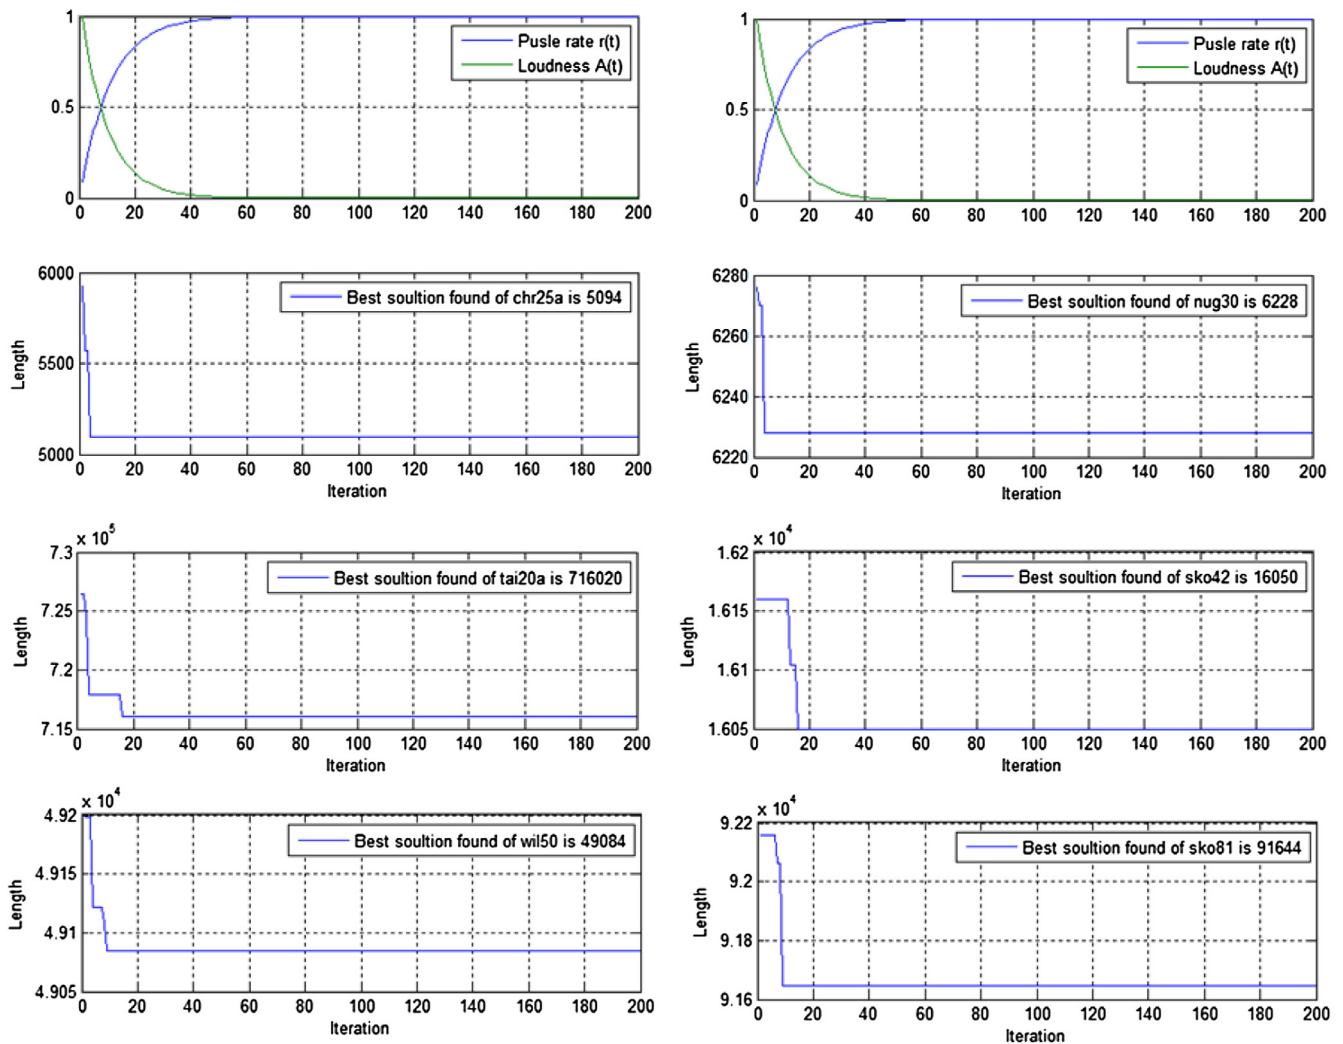 1
0.5
0
0 20 40 60 80 100 120 140 160 180 200
Pusle rate r(t)
Loudness A(t)
1
0.5
0
0 20 40 60 80 100 120 140 160 180 200
Pusle rate r(t)
Loudness A(t)
6000
5500
5000
Length
Best soultion found of chr25a is 5094
0 20 40 60 80 100 120 140 160 180 200
Iteration
6280
6260
6240
6220
Length
Best soultion found of nug30 is 6228
0 20 40 60 80 100 120 140 160 180 200
Iteration
x 10^5
7.3
7.25
7.2
7.15
Length
Best soultion found of tai20a is 716020
0 20 40 60 80 100 120 140 160 180 200
Iteration
x 10^4
1.62
1.615
1.61
1.605
Length
Best soultion found of sko42 is 16050
0 20 40 60 80 100 120 140 160 180 200
Iteration
x 10^4
4.92
4.915
4.91
4.905
Length
Best soultion found of wil50 is 49084
0 20 40 60 80 100 120 140 160 180 200
Iteration
x 10^4
9.22
9.2
9.18
9.16
Length
Best soultion found of sko81 is 91644
0 20 40 60 80 100 120 140 160 180 200
Iteration